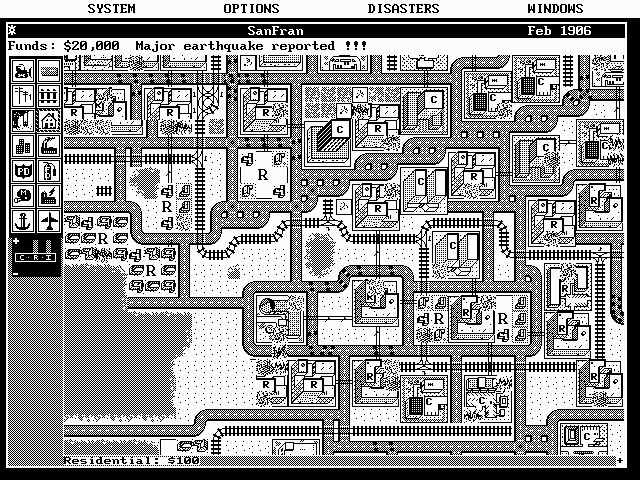 SYSTEM OPTIONS DISASTERS WINDOWS
SanFran Feb 1906
Funds: $20,000 Major earthquake reported !!!
R R R C C C
C C
R R C R C
R R R
R C R
R
C·R·I
R R R R R
R R R R
C C
C
Residential: $100